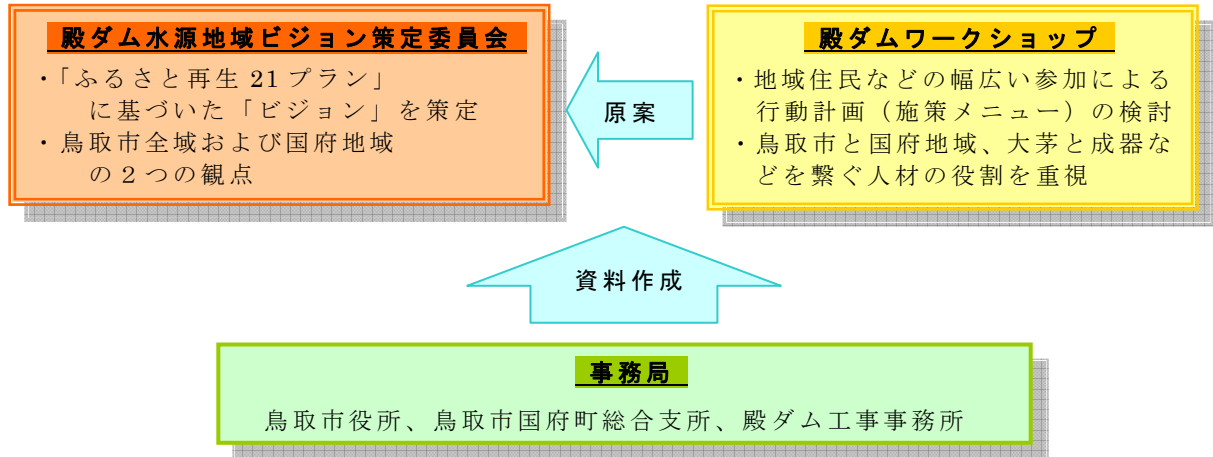 殿ダム水源地域ビジョン策定委員会
・「ふるさと再生 21 プラン」
に基づいた「ビジョン」を策定
・鳥取市全域および国府地域
の２つの観点
原案
殿ダムワークショップ
・地域住民などの幅広い参加による
行動計画（施策メニュー）の検討
・鳥取市と国府地域、大茅と成器な
どを繋ぐ人材の役割を重視
資料作成
事務局
鳥取市役所、鳥取市国府町総合支所、殿ダム工事事務所